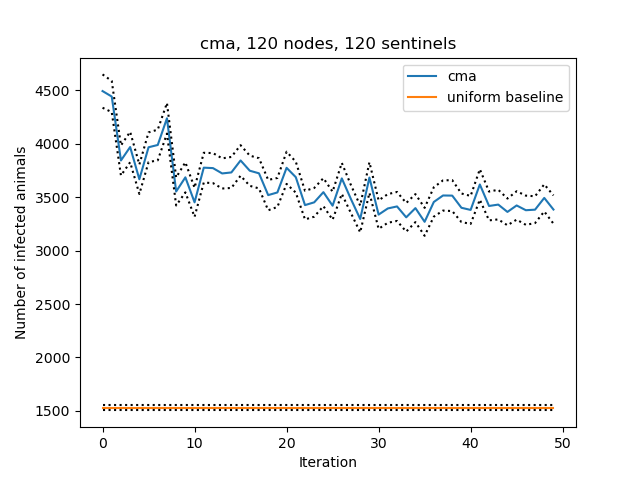 cma, 120 nodes, 120 sentinels
cma
uniform baseline
Number of infected animals
4500
4000
3500
3000
2500
2000
1500
0 10 20 30 40 50
Iteration